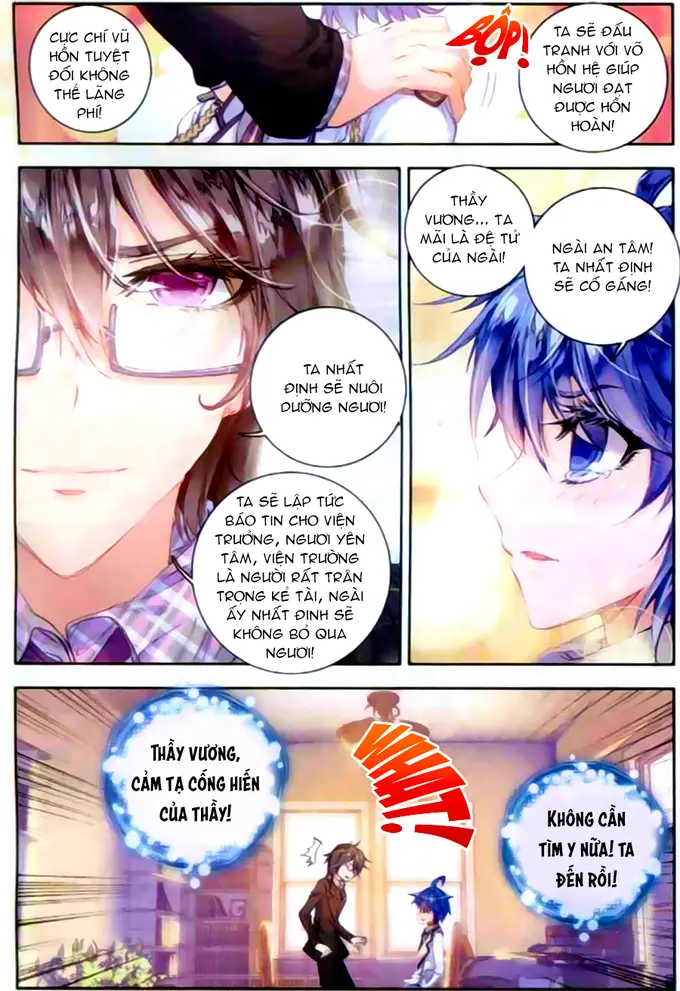 CỰC CHÍ VŨ
HỒN TUYỆT
ĐỐI KHÔNG
THỂ LÃNG
PHÍ!
BỘP!
TA SẼ ĐẤU
TRANH VỚI VÕ
HỒN HỆ GIÚP
NGƯƠI ĐẠT
ĐƯỢC HỒN
HOÀN!
THẦY
VƯƠNG... TA
MÃI LÀ ĐỆ TỬ
CỦA NGÀI!
NGÀI AN TÂM!
TA NHẤT ĐỊNH
SẼ CỐ GẮNG!
TA NHẤT
ĐỊNH SẼ NUÔI
DƯỠNG NGƯƠI!
TA SẼ LẬP TỨC
BÁO TIN CHO VIỆN
TRƯỞNG, NGƯƠI YÊN
TÂM, VIỆN TRƯỜNG
LÀ NGƯỜI RẤT TRÂN
TRỌNG KẺ TÀI, NGÀI
ẤY NHẤT ĐỊNH SẼ
KHÔNG BỎ QUA
NGƯƠI!
THẦY VƯƠNG,
CẢM TẠ CỐNG HIẾN
CỦA THẦY!
WHAT!
KHÔNG CẦN
TÌM Y NỮA! TA
ĐẾN RỒI!